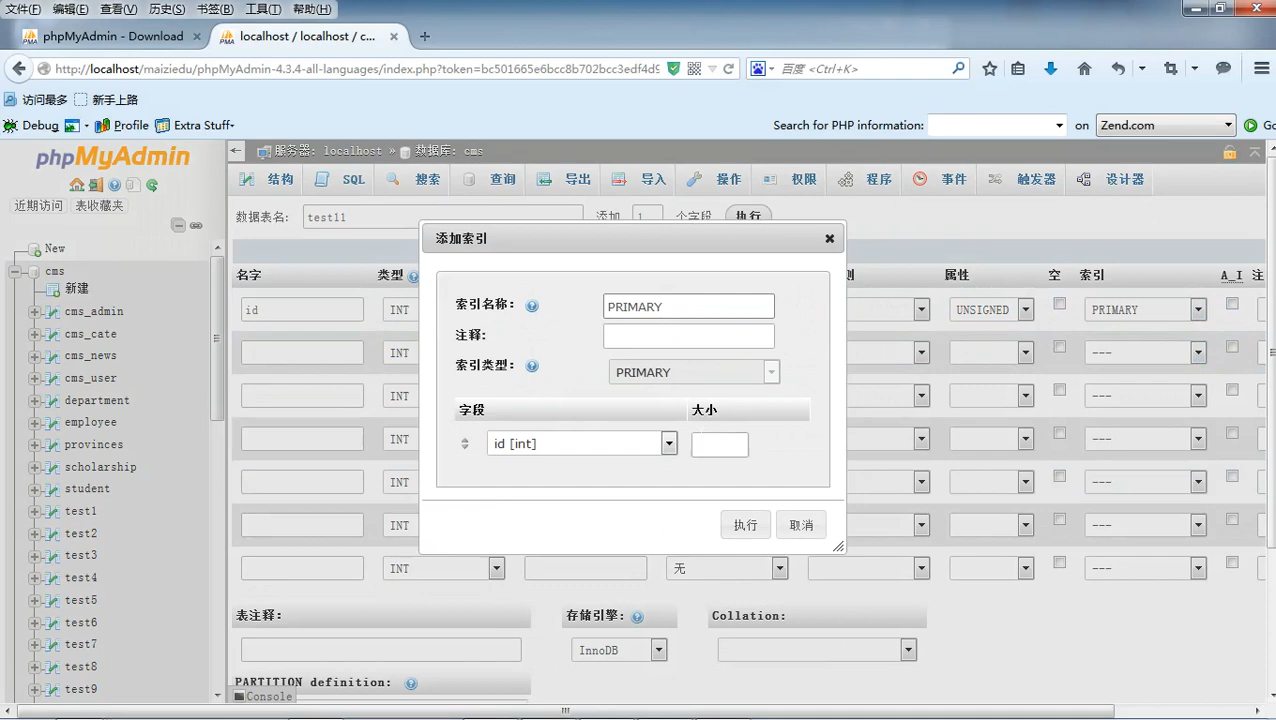 文件(F) 编辑(E) 查看(V) 历史(S) 书签(B) 工具(T) 帮助(H)
phpMyAdmin - Download
localhost / localhost / c...
http://localhost/maiziedu/phpMyAdmin-4.3.4-all-languages/index.php?token=bc501665e6bcc8b702bcc3edf4d9
百度 <Ctrl+K>
访问最多 新手上路
Debug Profile Extra Stuff
Search for PHP information: on Zend.com Go
phpMyAdmin
近期访问 表收藏夹
New
cms
新建
cms_admin
cms_cate
cms_news
cms_user
department
employee
provinces
scholarship
student
test1
test2
test3
test4
test5
test6
test7
test8
test9
服务器: localhost » 数据库: cms
结构 SQL 搜索 查询 导出 导入 操作 权限 程序 事件 触发器 设计器
数据表名: test11 添加 1 个字段 执行
名字 类型 属性 空 索引 A_I 注
id INT UNSIGNED PRIMARY
INT ---
INT ---
INT ---
INT ---
INT ---
INT 无 ---
添加索引
索引名称: PRIMARY
注释:
索引类型: PRIMARY
字段 大小
id [int]
执行 取消
表注释: 存储引擎: Collation:
InnoDB
PARTITION definition:
Console